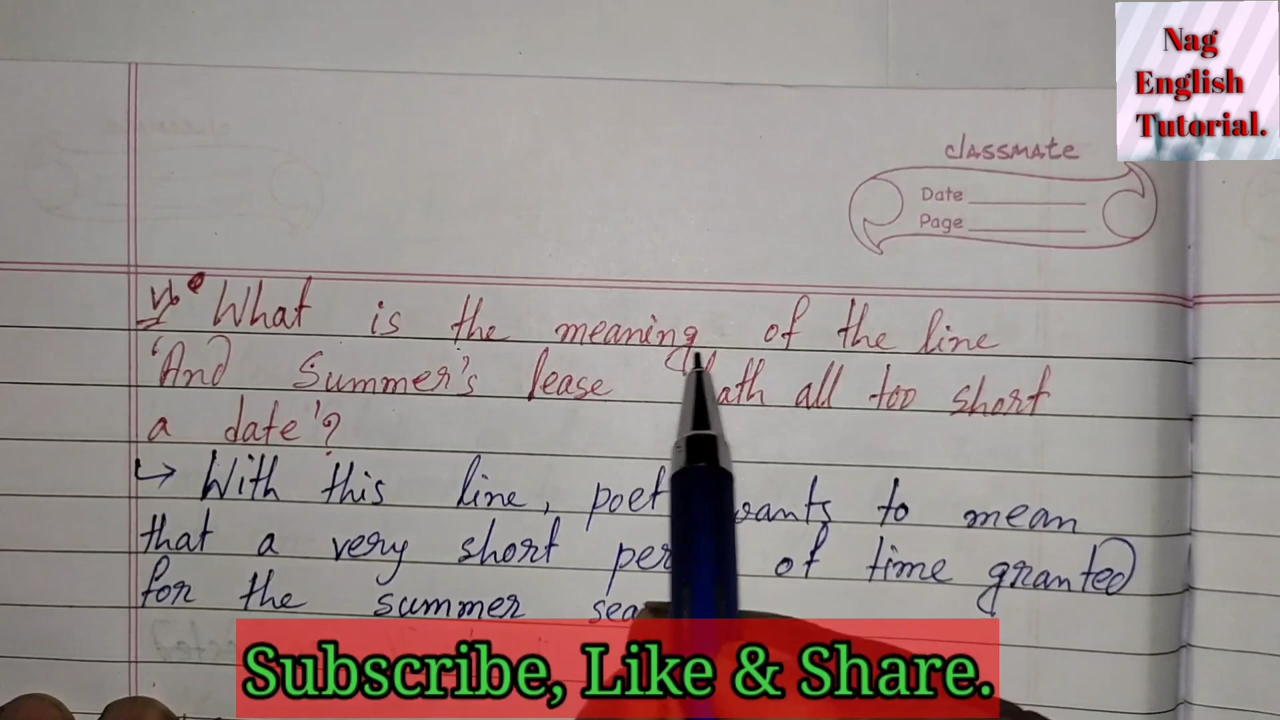 Nag
English
Tutorial.
classmate
Date
Page
What is the meaning of the line
'And Summer's lease hath all too short
a date'?
↳ With this line, poet wants to mean
that a very short of time granted
for the summer
Subscribe, Like & Share.